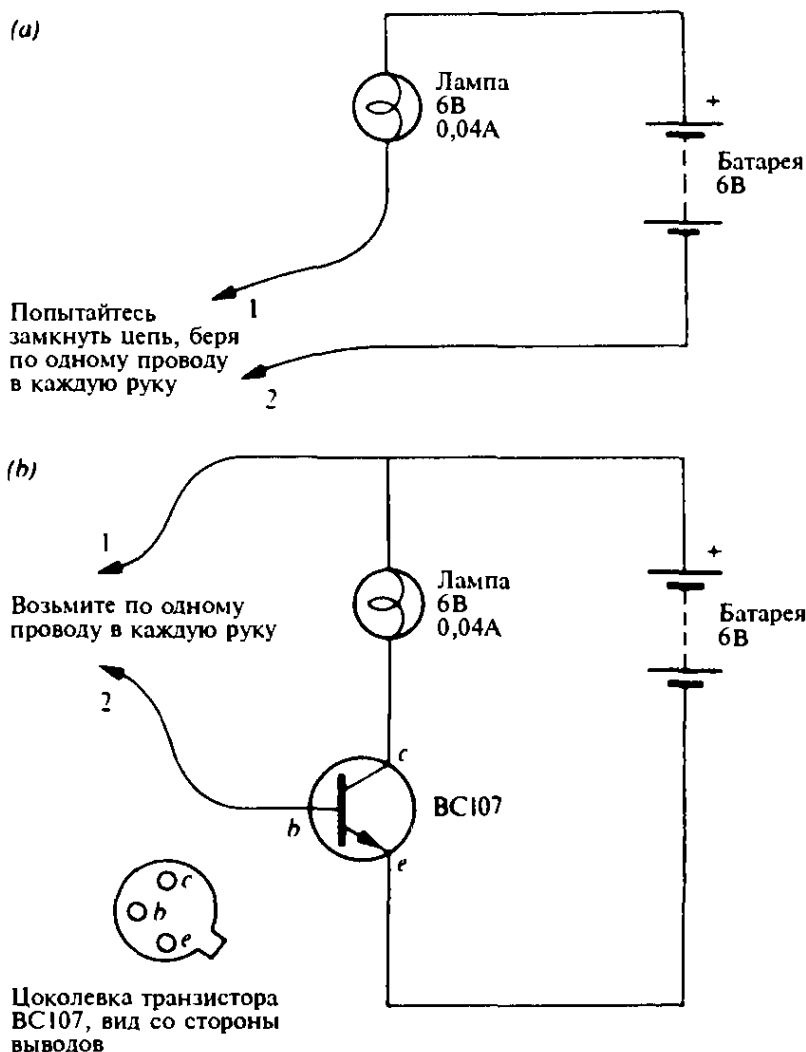 (a)
Лампа
6В
0,04А
+
Батарея
6В
1
Попытайтесь
замкнуть цепь, беря
по одному проводу
в каждую руку
2
(b)
1
Лампа
6В
0,04А
+
Батарея
6В
Возьмите по одному
проводу в каждую руку
2
c
BC107
b
e
c
b
e
Цоколевка транзистора
BC107, вид со стороны
выводов